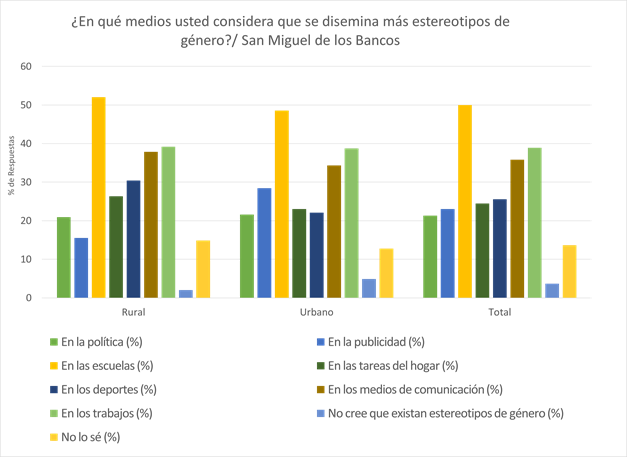 ¿En qué medios usted considera que se disemina más estereotipos de
género?/ San Miguel de los Bancos
60
50
40
30
20
10
0
% de Respuestas
Rural
Urbano
Total
En la política (%)
En la publicidad (%)
En las escuelas (%)
En las tareas del hogar (%)
En los deportes (%)
En los medios de comunicación (%)
En los trabajos (%)
No cree que existan estereotipos de género (%)
No lo sé (%)